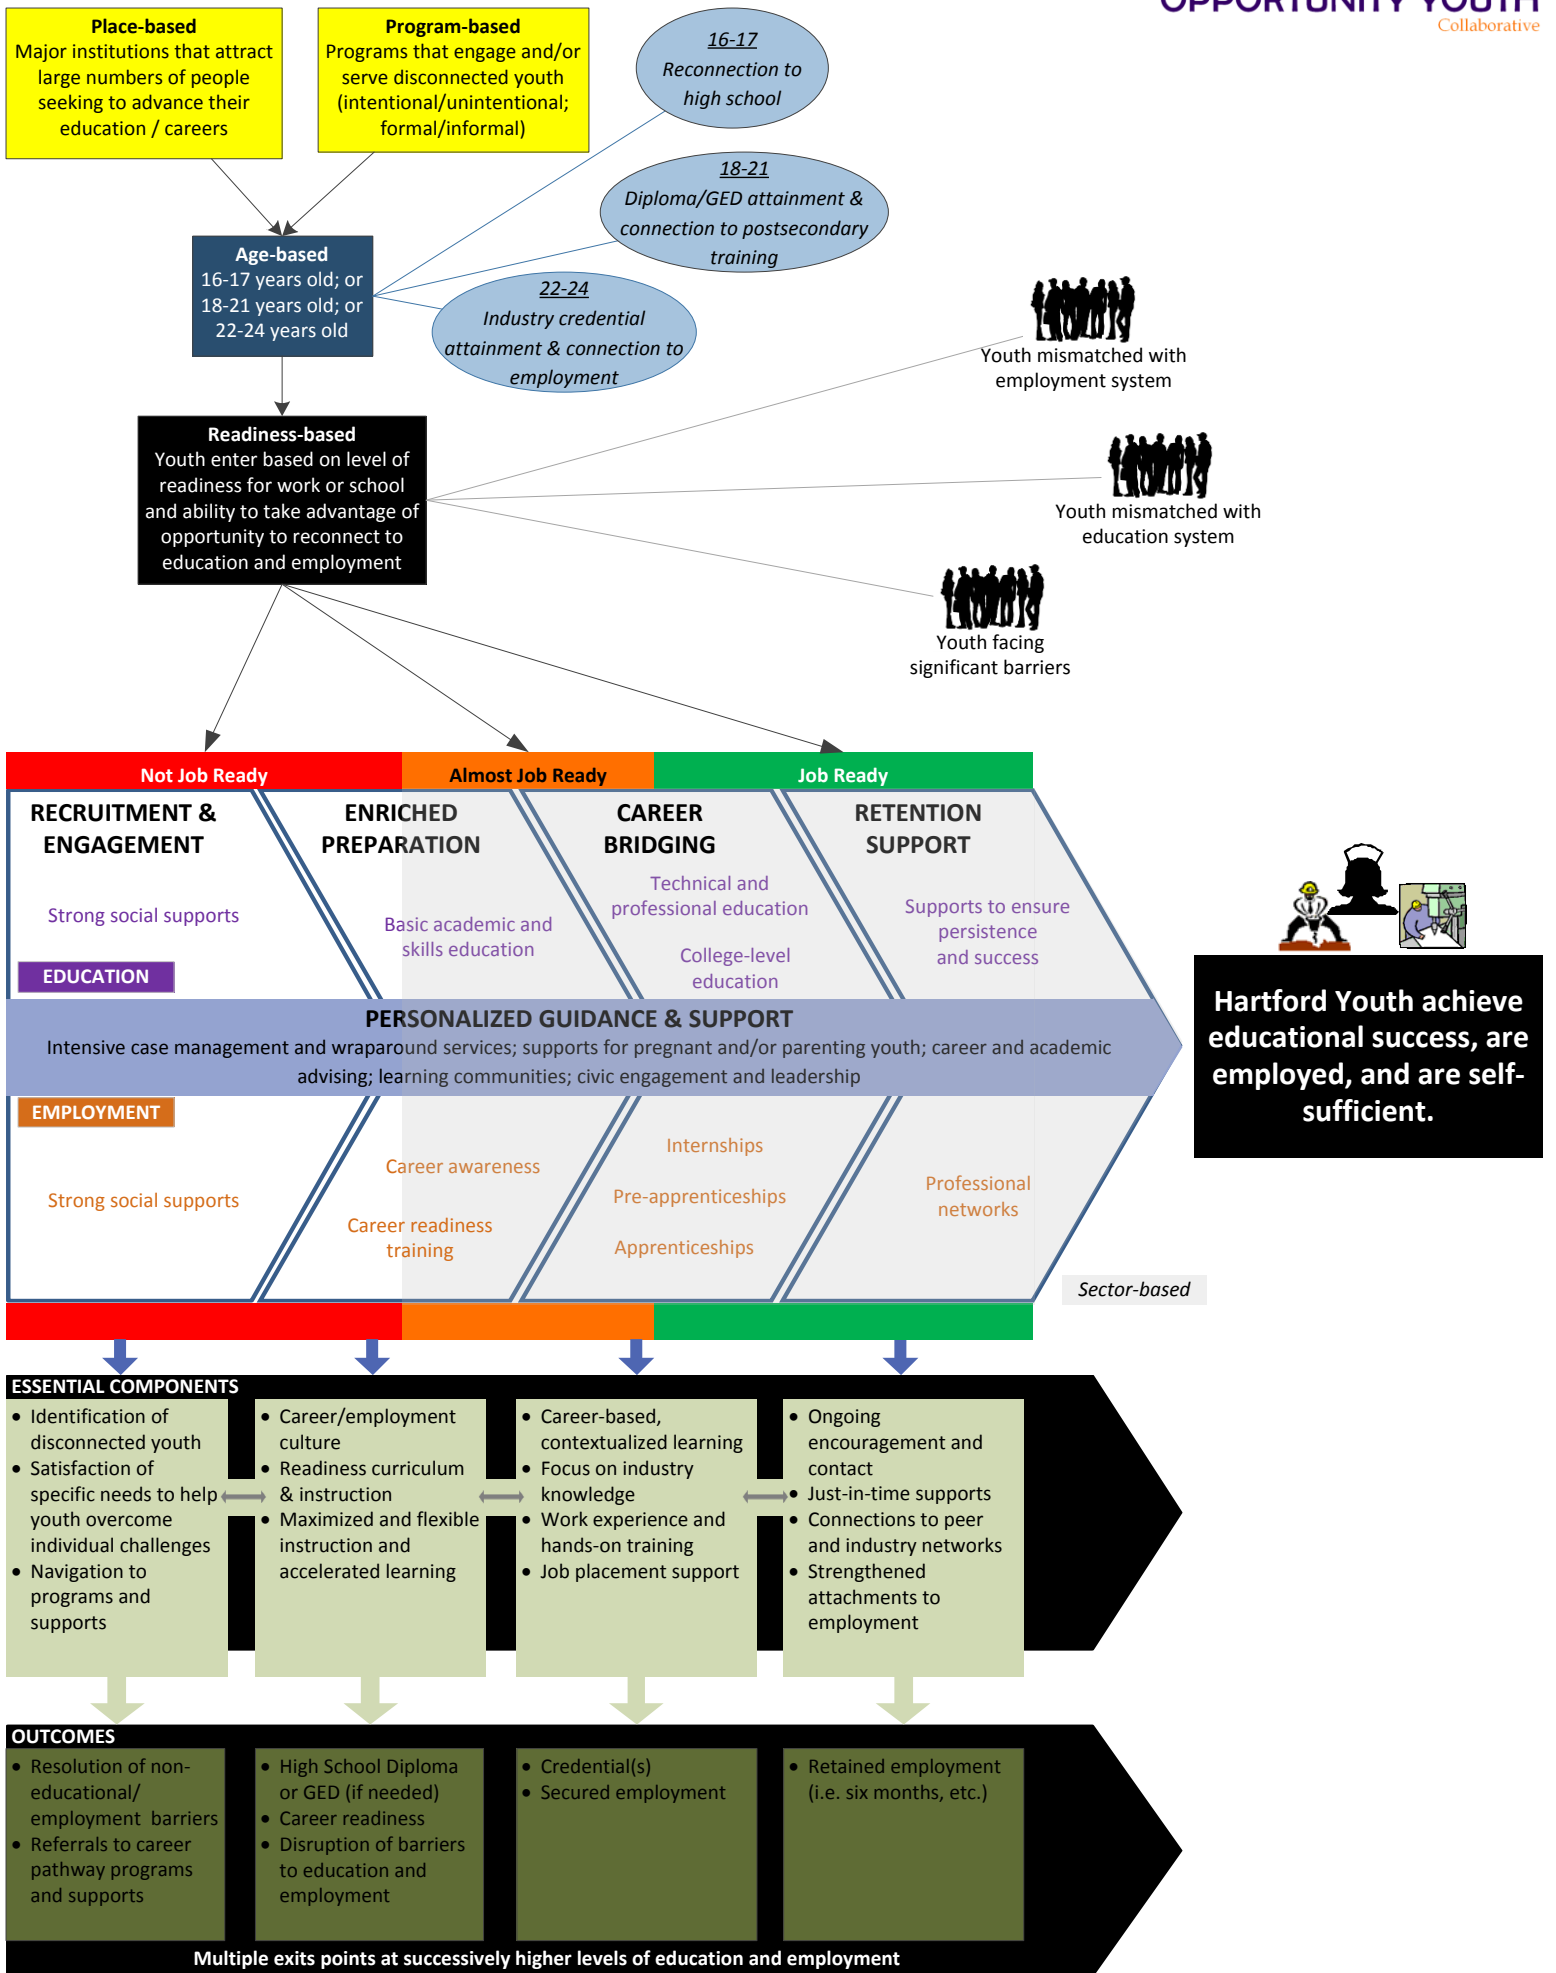 OPPORTUNITY YOUTH
Collaborative
Place-based
Major institutions that attract
large numbers of people
seeking to advance their
education / careers
Program-based
Programs that engage and/or
serve disconnected youth
(intentional/unintentional;
formal/informal)
16-17
Reconnection to
high school
18-21
Diploma/GED attainment &
connection to postsecondary
training
Age-based
16-17 years old; or
18-21 years old; or
22-24 years old
22-24
Industry credential
attainment & connection to
employment
Youth mismatched with
employment system
Readiness-based
Youth enter based on level of
readiness for work or school
and ability to take advantage of
opportunity to reconnect to
education and employment
Youth mismatched with
education system
Youth facing
significant barriers
Not Job Ready
Almost Job Ready
Job Ready
RECRUITMENT &
ENGAGEMENT
Strong social supports
EDUCATION
ENRICHED
PREPARATION
Basic academic and
skills education
CAREER
BRIDGING
Technical and
professional education
College-level
education
RETENTION
SUPPORT
Supports to ensure
persistence
and success
PERSONALIZED GUIDANCE & SUPPORT
Intensive case management and wraparound services; supports for pregnant and/or parenting youth; career and academic
advising; learning communities; civic engagement and leadership
EMPLOYMENT
Strong social supports
Career awareness
Career readiness
training
Internships
Pre-apprenticeships
Apprenticeships
Professional
networks
Sector-based
Hartford Youth achieve
educational success, are
employed, and are self-
sufficient.
ESSENTIAL COMPONENTS
• Identification of
disconnected youth
• Satisfaction of
specific needs to help
youth overcome
individual challenges
• Navigation to
programs and
supports
• Career/employment
culture
• Readiness curriculum
& instruction
• Maximized and flexible
instruction and
accelerated learning
• Career-based,
contextualized learning
• Focus on industry
knowledge
• Work experience and
hands-on training
• Job placement support
• Ongoing
encouragement and
contact
• Just-in-time supports
• Connections to peer
and industry networks
• Strengthened
attachments to
employment
OUTCOMES
• Resolution of non-
educational/
employment barriers
• Referrals to career
pathway programs
and supports
• High School Diploma
or GED (if needed)
• Career readiness
• Disruption of barriers
to education and
employment
• Credential(s)
• Secured employment
• Retained employment
(i.e. six months, etc.)
Multiple exits points at successively higher levels of education and employment